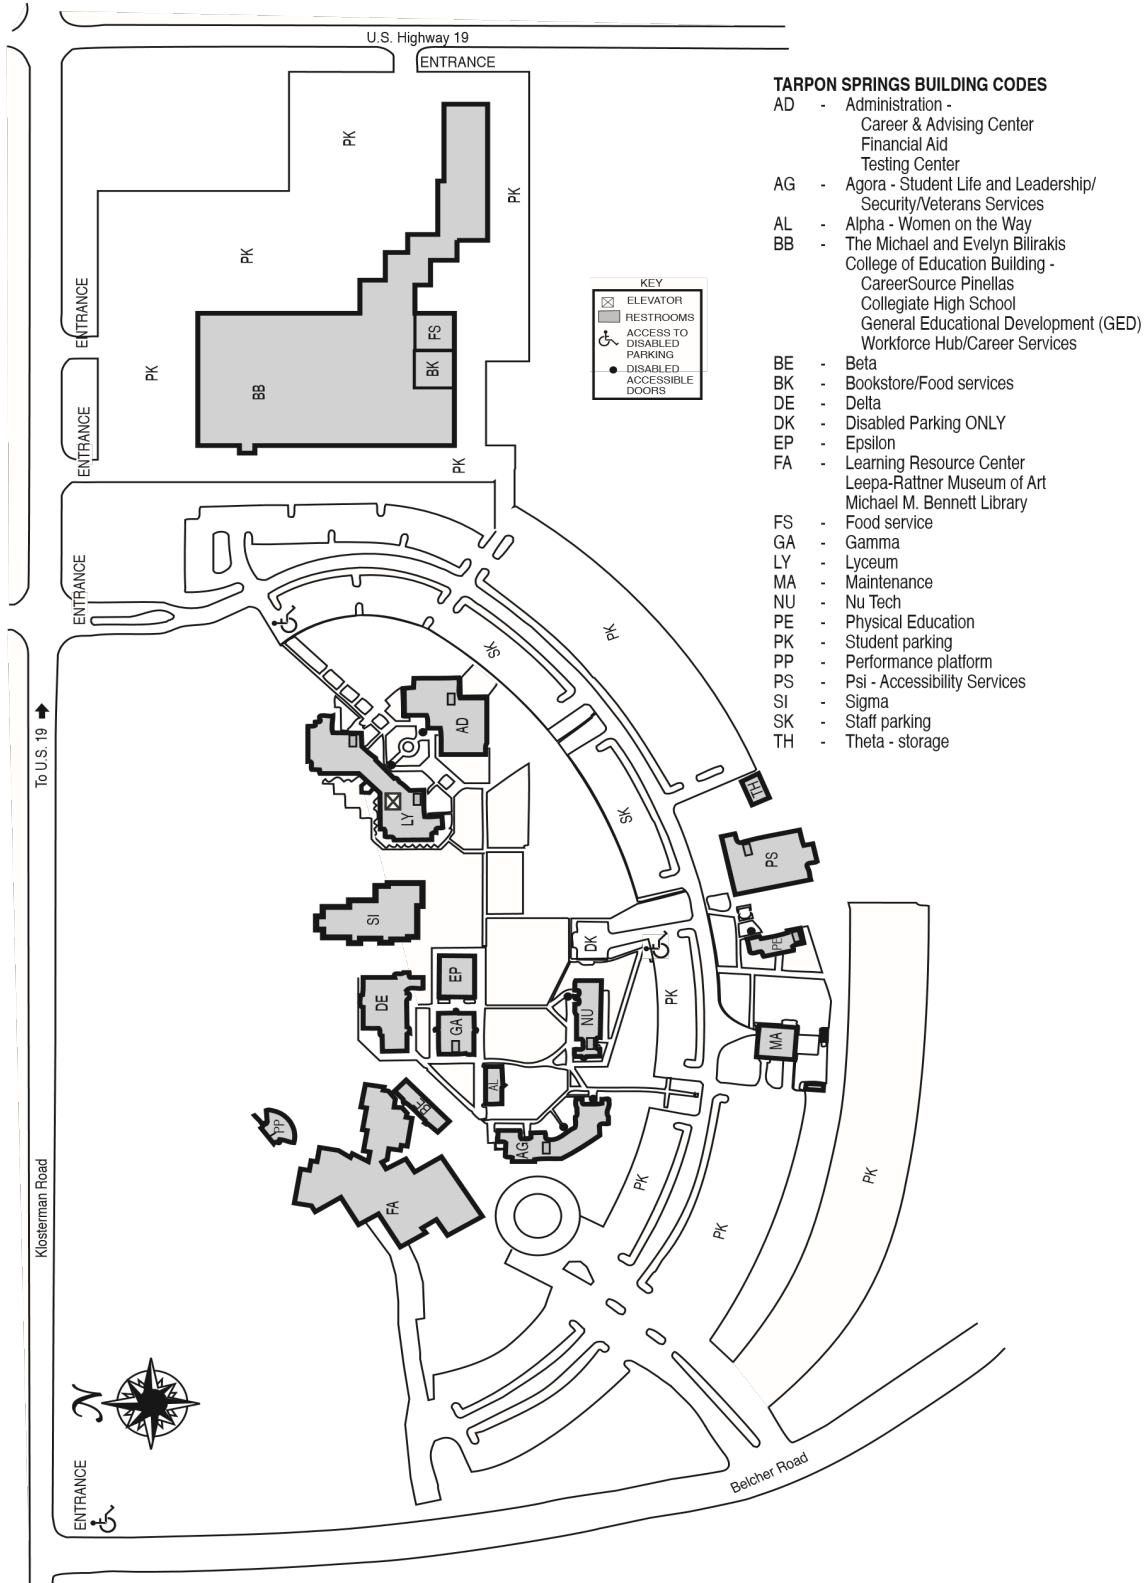 U.S. Highway 19
ENTRANCE
PK
PK
PK
ENTRANCE
PK
FS
BK
BB
ENTRANCE
PK
ENTRANCE
KEY
ELEVATOR
RESTROOMS
ACCESS TO
DISABLED
PARKING
DISABLED
ACCESSIBLE
DOORS
TARPON SPRINGS BUILDING CODES
AD - Administration -
Career & Advising Center
Financial Aid
Testing Center
AG - Agora - Student Life and Leadership/
Security/Veterans Services
AL - Alpha - Women on the Way
BB - The Michael and Evelyn Bilirakis
College of Education Building -
CareerSource Pinellas
Collegiate High School
General Educational Development (GED)
Workforce Hub/Career Services
BE - Beta
BK - Bookstore/Food services
DE - Delta
DK - Disabled Parking ONLY
EP - Epsilon
FA - Learning Resource Center
Leepa-Rattner Museum of Art
Michael M. Bennett Library
FS - Food service
GA - Gamma
LY - Lyceum
MA - Maintenance
NU - Nu Tech
PE - Physical Education
PK - Student parking
PP - Performance platform
PS - Psi - Accessibility Services
SI - Sigma
SK - Staff parking
TH - Theta - storage
PK
SK
AD
To U.S. 19
TH
LY
SK
PS
SI
DK
PE
EP
DE
PK
GA
NU
MA
AL
BE
PP
AG
PK
PK
PK
FA
Klosterman Road
N
ENTRANCE
Belcher Road